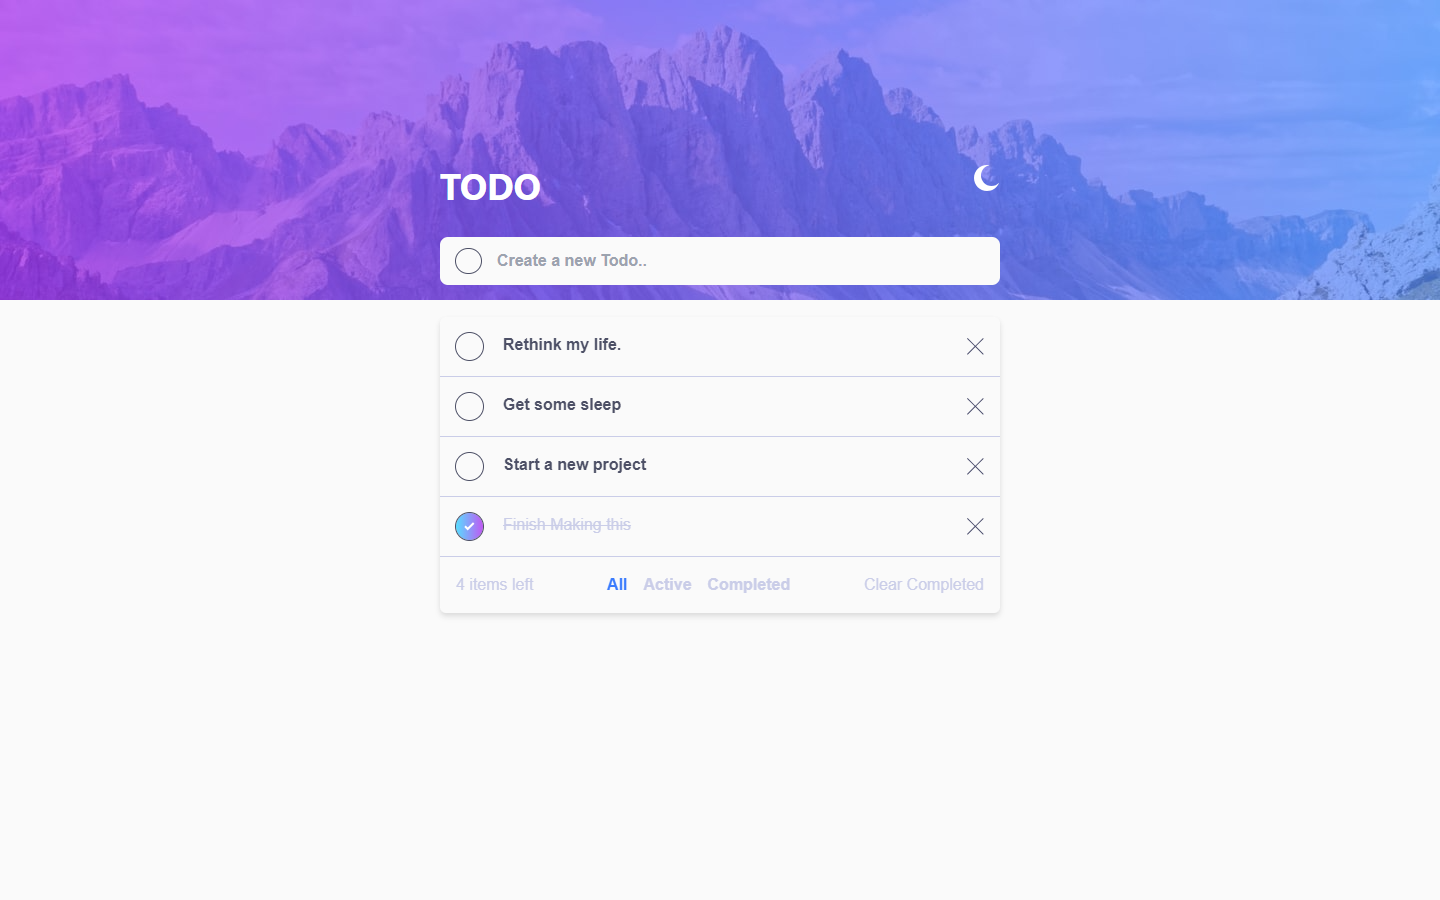 TODO
Create a new Todo..
Rethink my life.
Get some sleep
Start a new project
Finish Making this
4 items left All Active Completed Clear Completed